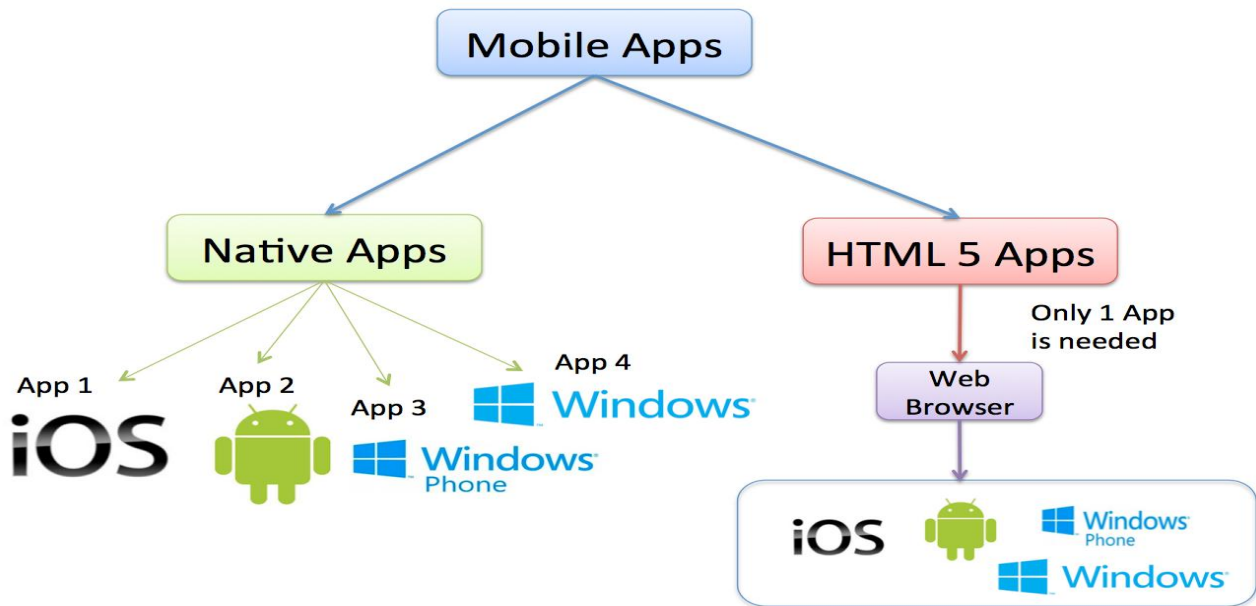 Mobile Apps
Native Apps
HTML 5 Apps
Only 1 App
is needed
App 1
iOS
App 2
App 3
Windows
Phone
App 4
Windows
Web
Browser
iOS
Windows
Phone
Windows